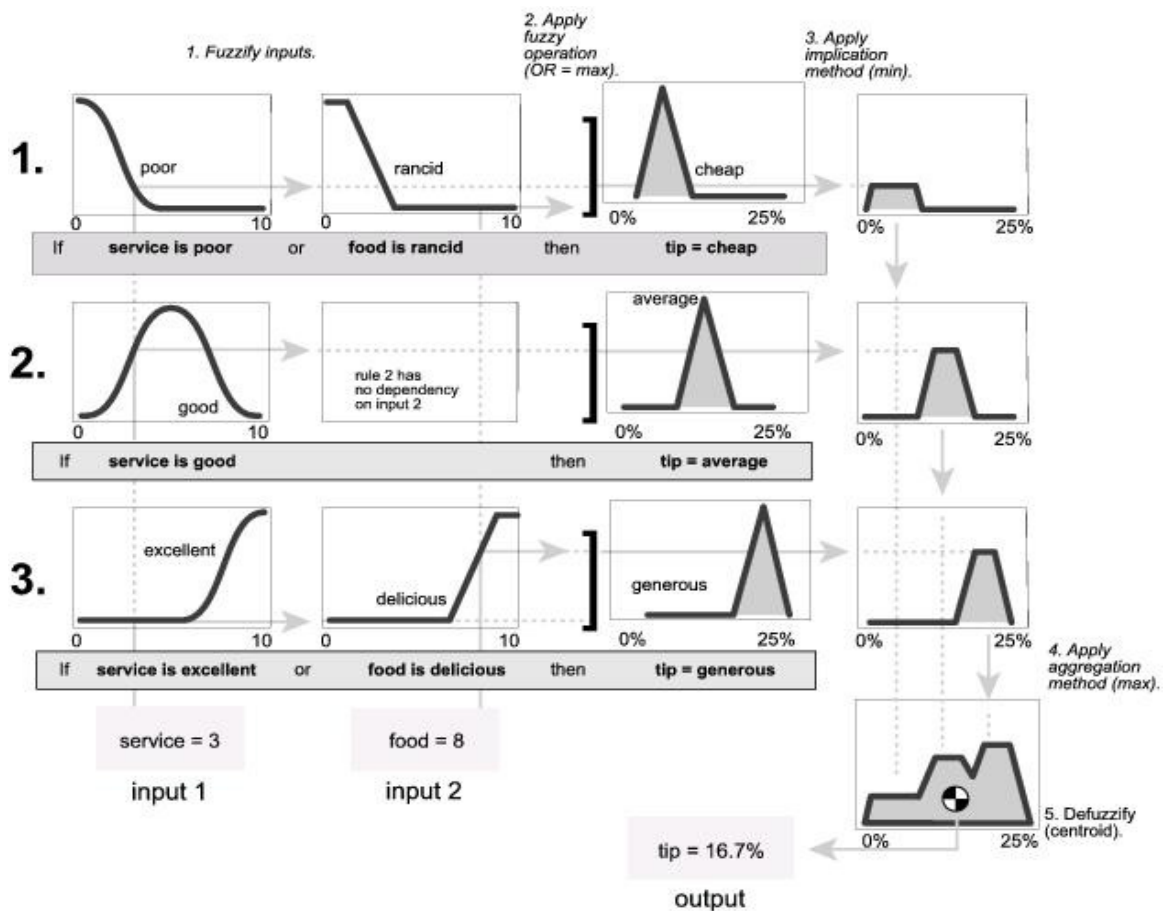 1. Fuzzify inputs.
2. Apply
fuzzy
operation
(OR = max).
3. Apply
implication
method (min).
1.
poor
0
10
rancid
0
10
cheap
0%
25%
0%
25%
If service is poor or food is rancid then tip = cheap
2.
good
0
10
rule 2 has
no dependency
on input 2
average
0%
25%
0%
25%
If service is good then tip = average
3.
excellent
0
10
delicious
0
10
generous
0%
25%
0%
25%
If service is excellent or food is delicious then tip = generous
4. Apply
aggregation
method (max).
service = 3
input 1
food = 8
input 2
0%
25%
5. Defuzzify
(centroid).
tip = 16.7%
output